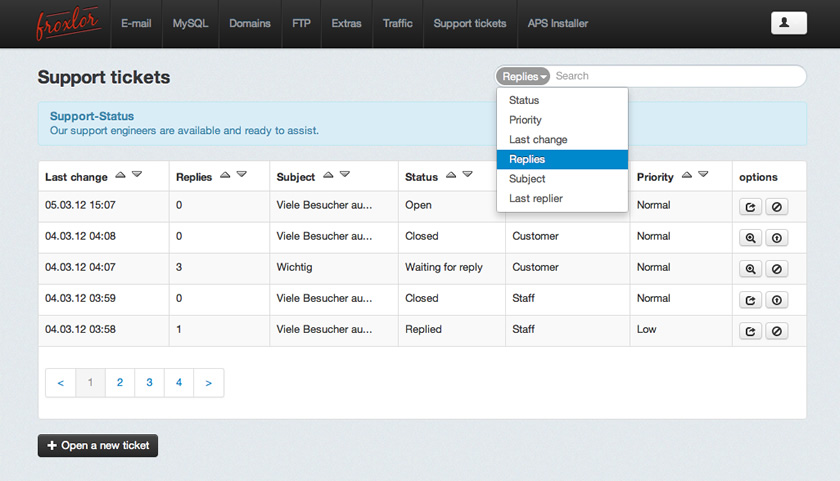 froxlor E-mail MySQL Domains FTP Extras Traffic Support tickets APS Installer
Support tickets
Replies Search
Status
Priority
Last change
Replies
Subject
Last replier
Support-Status
Our support engineers are available and ready to assist.
Last change Replies Subject Status Priority options
05.03.12 15:07 0 Viele Besucher au... Open Normal
04.03.12 04:08 0 Viele Besucher au... Closed Customer Normal
04.03.12 04:07 3 Wichtig Waiting for reply Customer Normal
04.03.12 03:59 0 Viele Besucher au... Closed Staff Normal
04.03.12 03:58 1 Viele Besucher au... Replied Staff Low
< 1 2 3 4 >
+ Open a new ticket